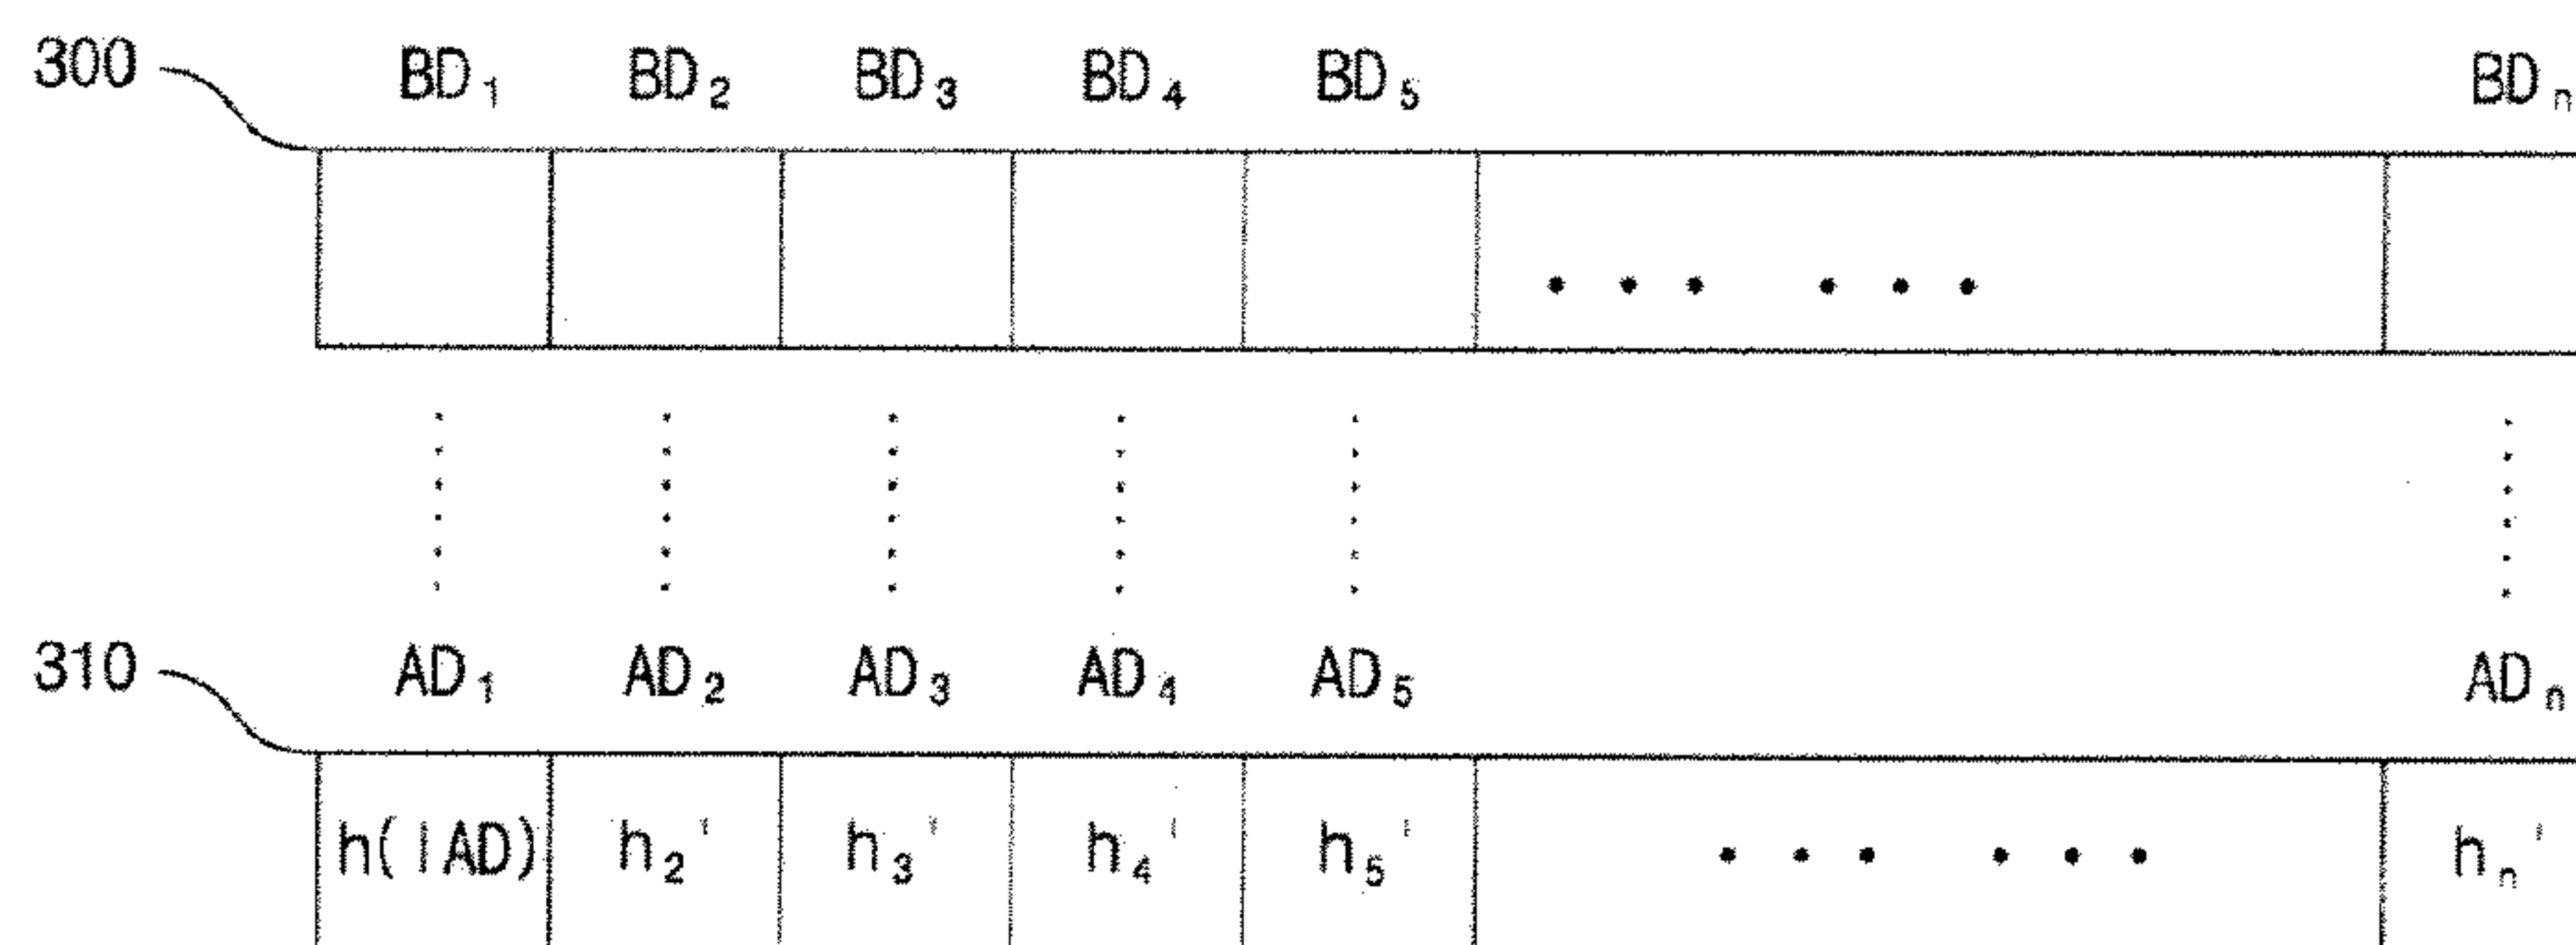 300 BD₁ BD₂ BD₃ BD₄ BD₅ BDₙ
310 AD₁ AD₂ AD₃ AD₄ AD₅ ADₙ
h(IAD) h₂' h₃' h₄' h₅' hₙ'